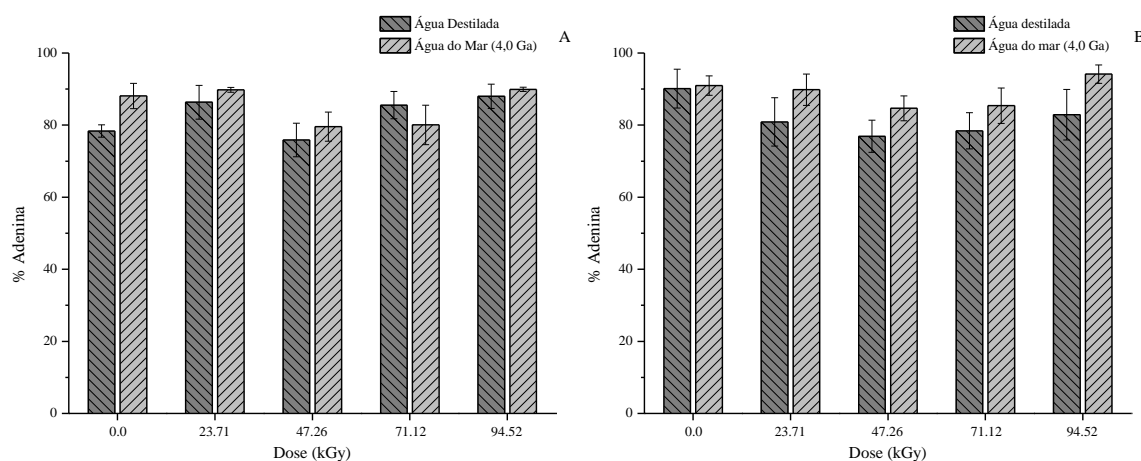 Água Destilada
Água do Mar (4,0 Ga)
A
100
80
60
40
20
0
% Adenina
0.0 23.71 47.26 71.12 94.52
Dose (kGy)
Água destilada
Água do mar (4,0 Ga)
B
100
80
60
40
20
0
% Adenina
0.0 23.71 47.26 71.12 94.52
Dose (kGy)